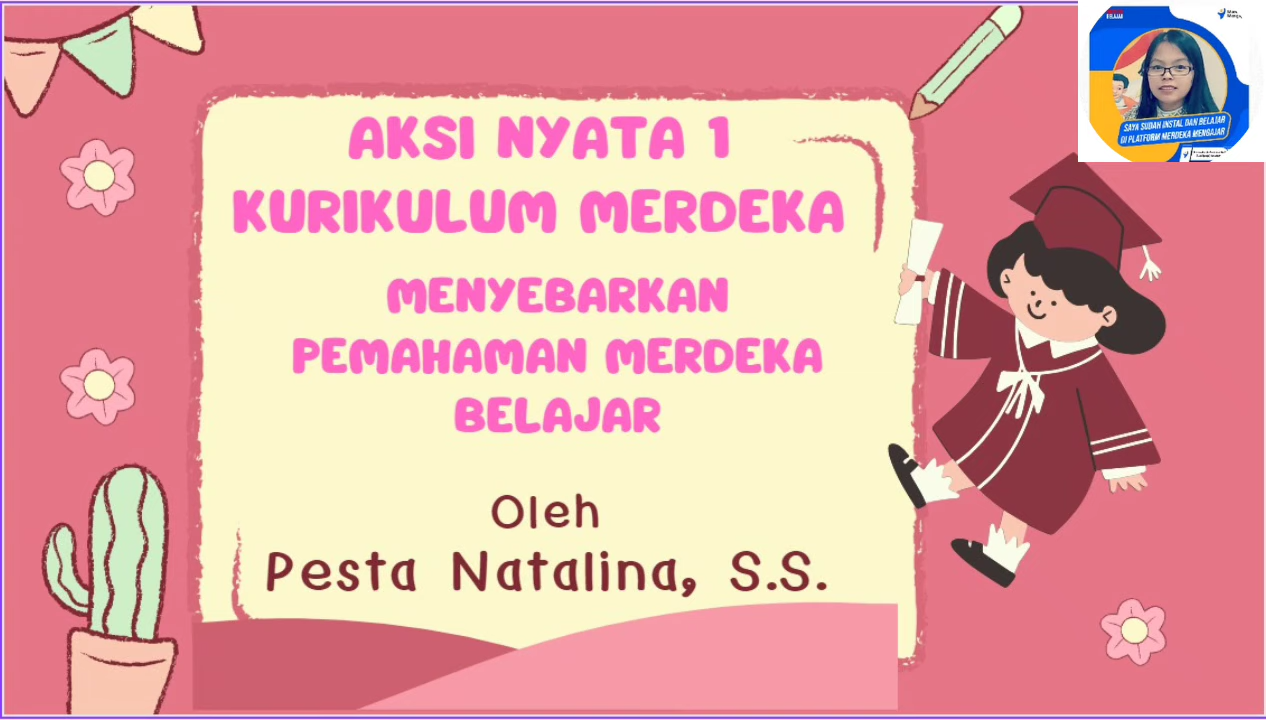 AKSI NYATA 1
KURIKULUM MERDEKA
MENYEBARKAN
PEMAHAMAN MERDEKA
BELAJAR
Oleh
Pesta Natalina, S.S.
BELAJAR
SAYA SUDAH INSTAL DAN BELAJAR
DI PLATFORM MERDEKA MENGAJAR